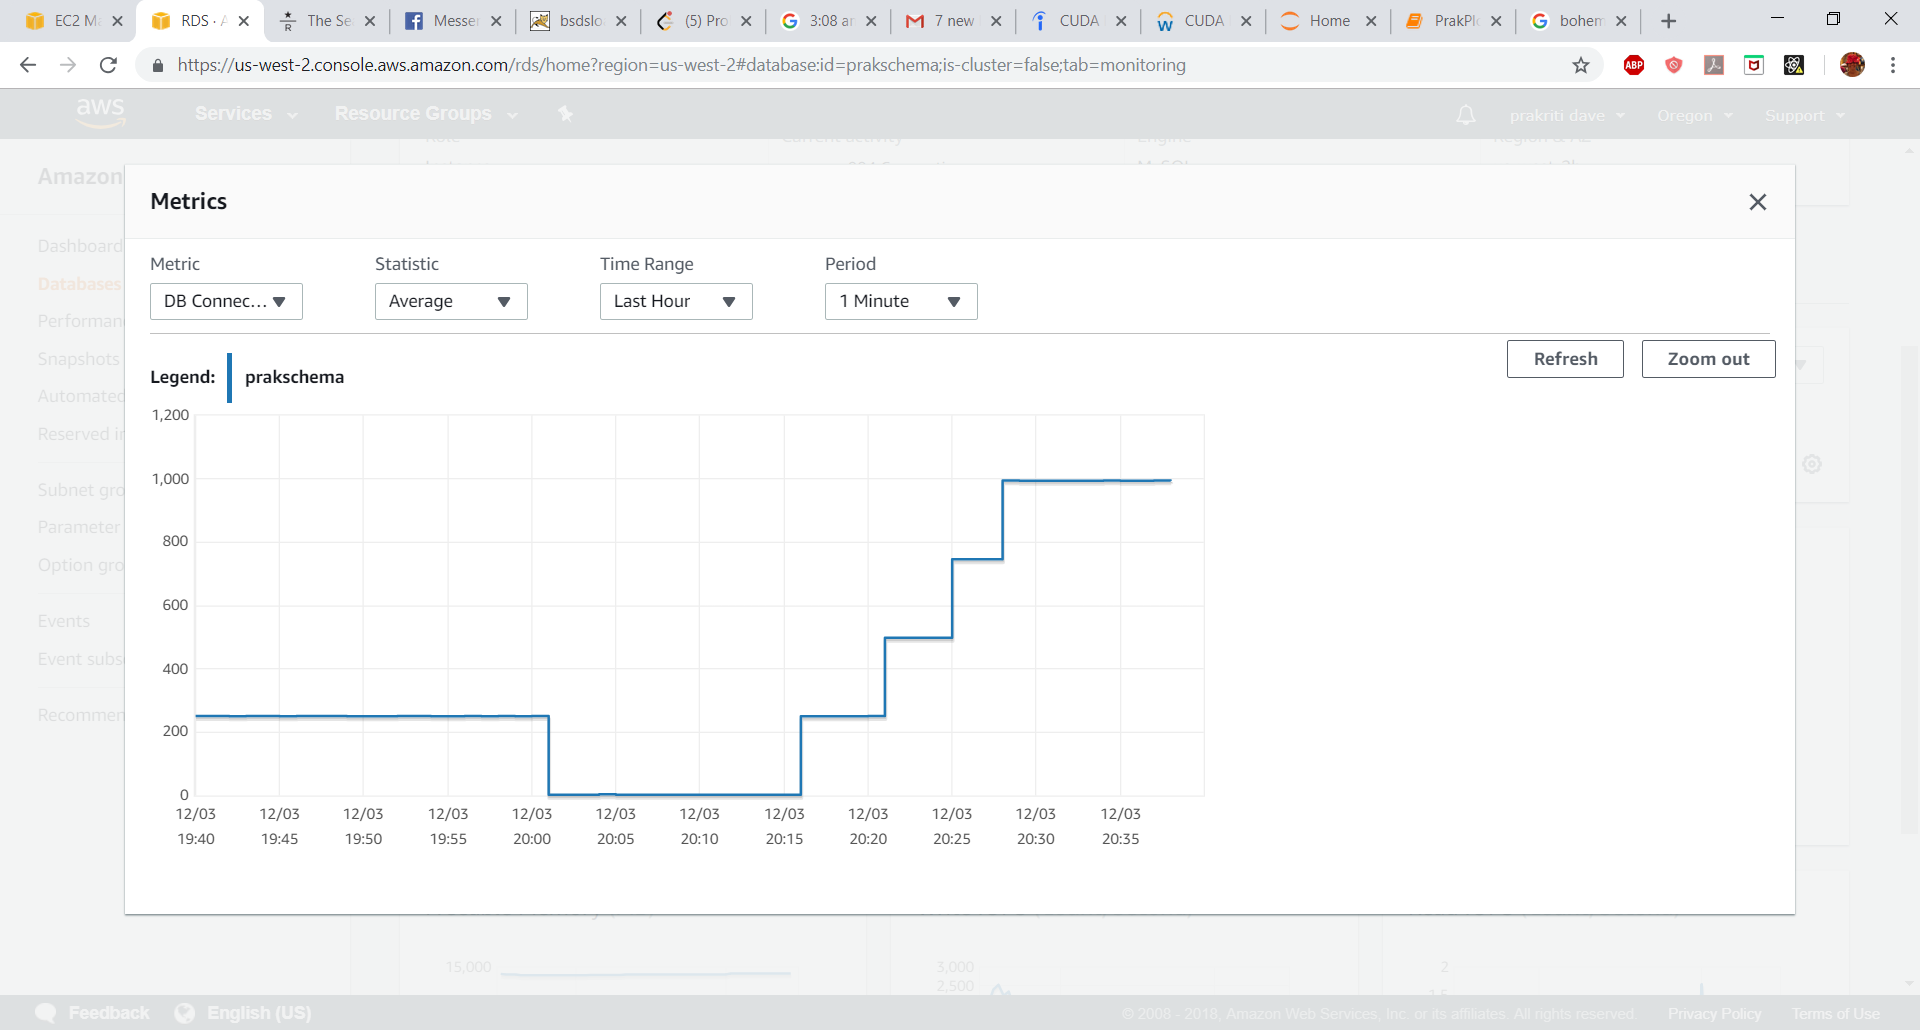 EC2 Ma
RDS · A
The Se
Messe
bsdslo
(5) Pro
3:08 a
7 new
CUDA
CUDA
Home
PrakPl
bohem
https://us-west-2.console.aws.amazon.com/rds/home?region=us-west-2#database:id=prakschema;is-cluster=false;tab=monitoring
ABP
aws
Services
Resource Groups
prakriti dave
Oregon
Support
Amazon
Metrics
Dashboard
Databases
Performan
Snapshots
Automated
Reserved in
Subnet gro
Parameter
Option gro
Events
Event subs
Recommen
Metric
Statistic
Time Range
Period
DB Connec...
Average
Last Hour
1 Minute
Refresh
Zoom out
Legend:
prakschema
1,200
1,000
800
600
400
200
0
12/03 12/03 12/03 12/03 12/03 12/03 12/03 12/03 12/03 12/03 12/03 12/03
19:40 19:45 19:50 19:55 20:00 20:05 20:10 20:15 20:20 20:25 20:30 20:35
15,000
3,000
2,500
2
1.5
Feedback
English (US)
© 2008 - 2018, Amazon Web Services, Inc. or its affiliates. All rights reserved.
Privacy Policy
Terms of Use